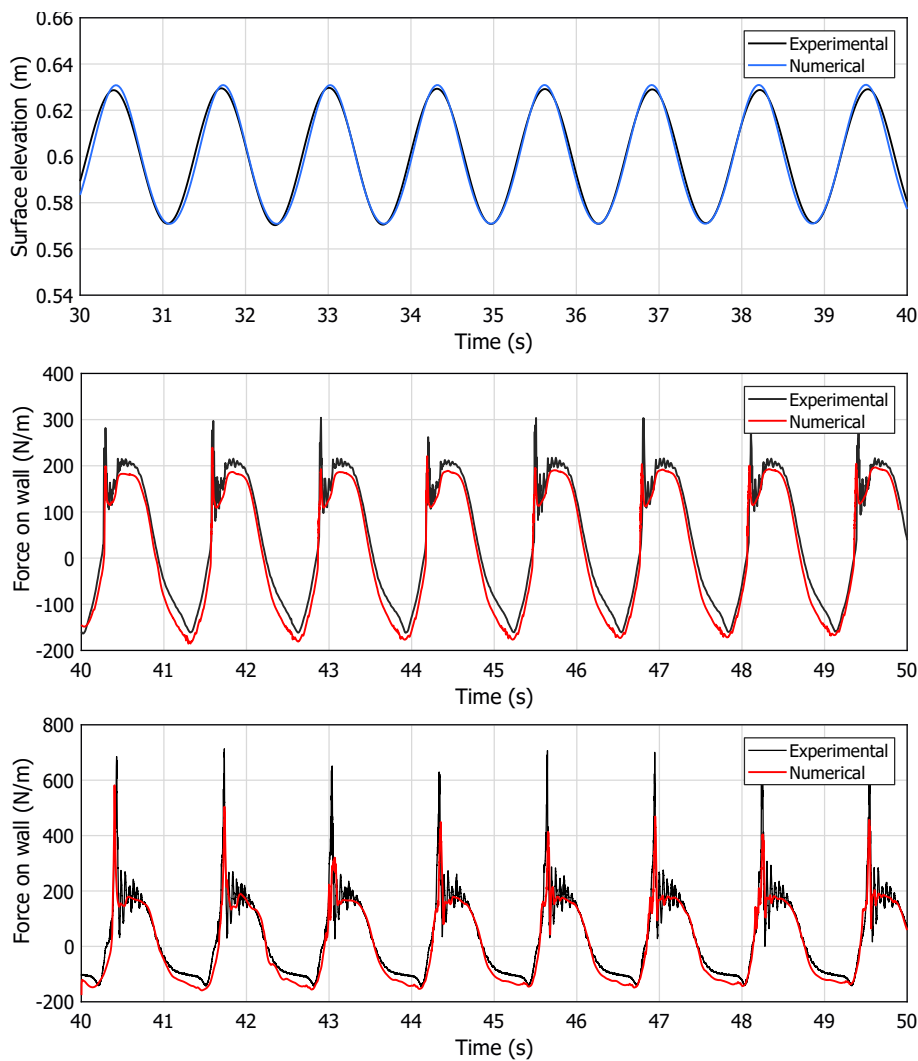 0.66
0.64
0.62
0.6
0.58
0.56
0.54
Surface elevation (m)
Experimental
Numerical
30 31 32 33 34 35 36 37 38 39 40
Time (s)
400
300
200
100
0
-100
-200
Force on wall (N/m)
Experimental
Numerical
40 41 42 43 44 45 46 47 48 49 50
Time (s)
800
600
400
200
0
-200
Force on wall (N/m)
Experimental
Numerical
40 41 42 43 44 45 46 47 48 49 50
Time (s)